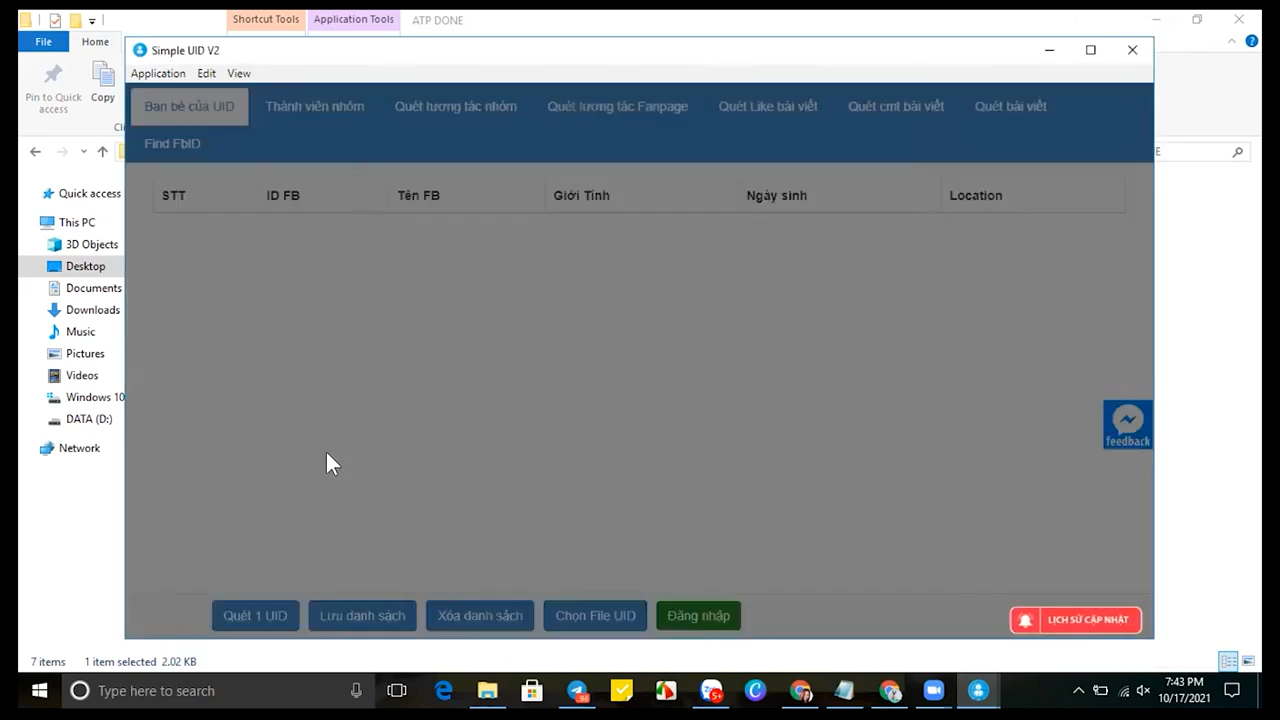 Shortcut Tools Application Tools ATP DONE
File Home
Simple UID V2
Application Edit View
Pin to Quick access Copy
Bạn bè của UID Thành viên nhóm Quét tương tác nhóm Quét tương tác Fanpage Quét Like bài viết Quét cmt bài viết Quét bài viết
Find FbID
STT ID FB Tên FB Giới Tính Ngày sinh Location
Quick access
This PC
3D Objects
Desktop
Documents
Downloads
Music
Pictures
Videos
Windows 10
DATA (D:)
Network
feedback
Quét 1 UID Lưu danh sách Xóa danh sách Chọn File UID Đăng nhập LỊCH SỬ CẬP NHẬT
7 items 1 item selected 2.02 KB
Type here to search
98
5+
7:43 PM
10/17/2021